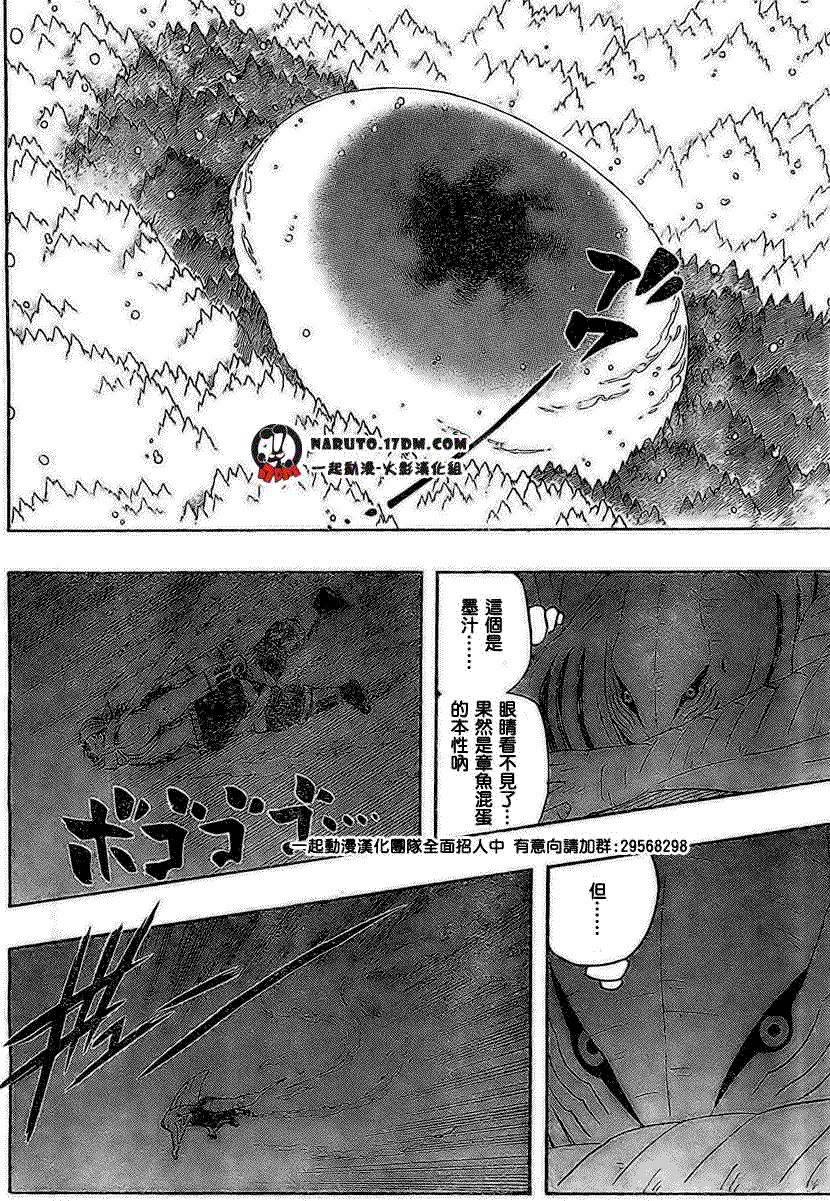 ブワッ
NARUTO.17DM.COM
一起動漫-火影漢化組
17DM
這個是
墨汁……
眼睛看不見了…
果然是章魚混蛋
的本性吶
ボゴゴゴ…‥
一起動漫漢化團隊全面招人中 有意向請加群:29568298
但……